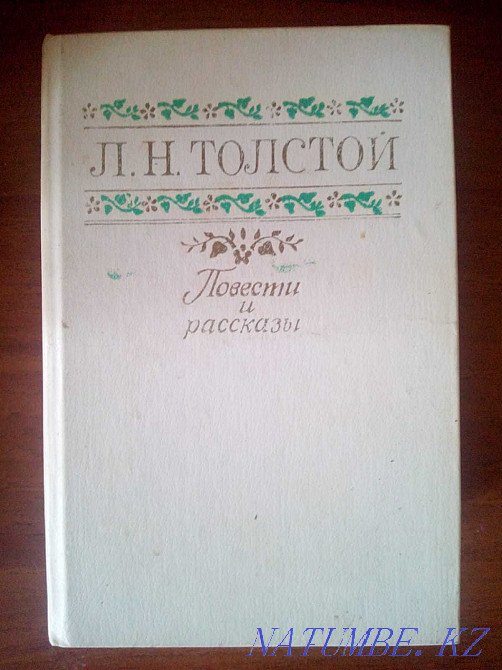 Л. Н. ТОЛСТОЙ
Повести
и
рассказы
NATUMBE. KZ